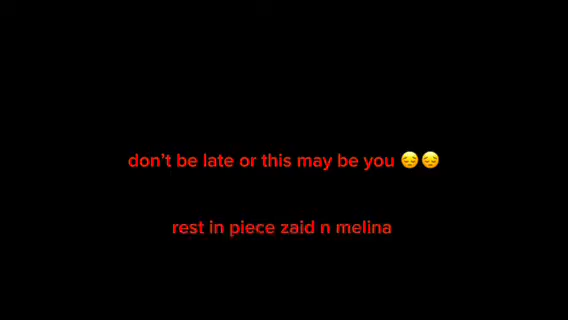 don’t be late or this may be you 😔😔
rest in piece zaid n melina